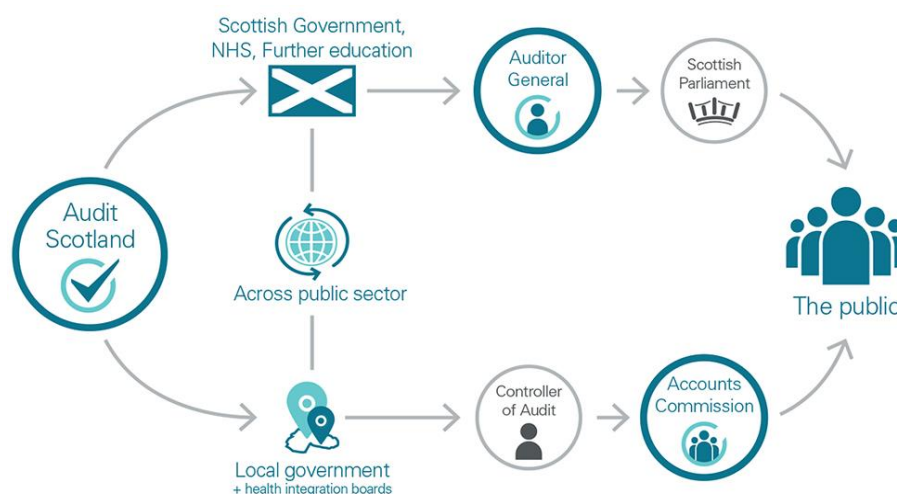 Scottish Government,
NHS, Further education
Auditor
General
Scottish
Parliament
Audit
Scotland
Across public sector
The public
Local government
+ health integration boards
Controller
of Audit
Accounts
Commission